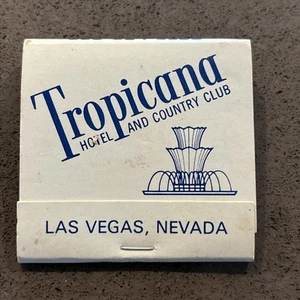 Tropicana
HOTEL AND COUNTRY CLUB
LAS VEGAS, NEVADA